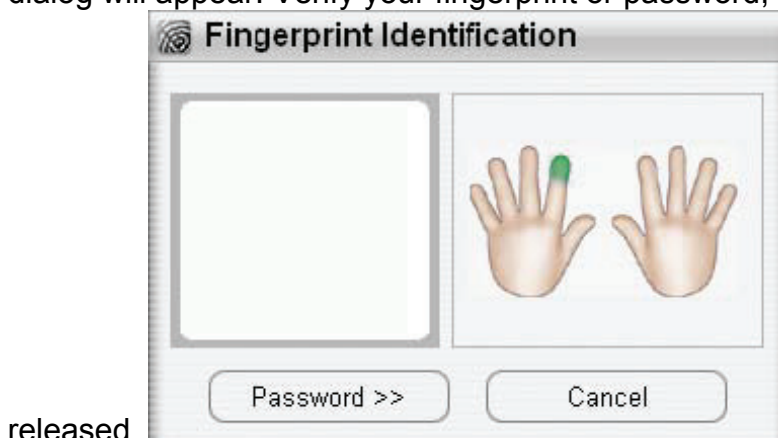 dialog will appear. Verify your fingerprint or password,
Fingerprint Identification
Password >>
Cancel
released